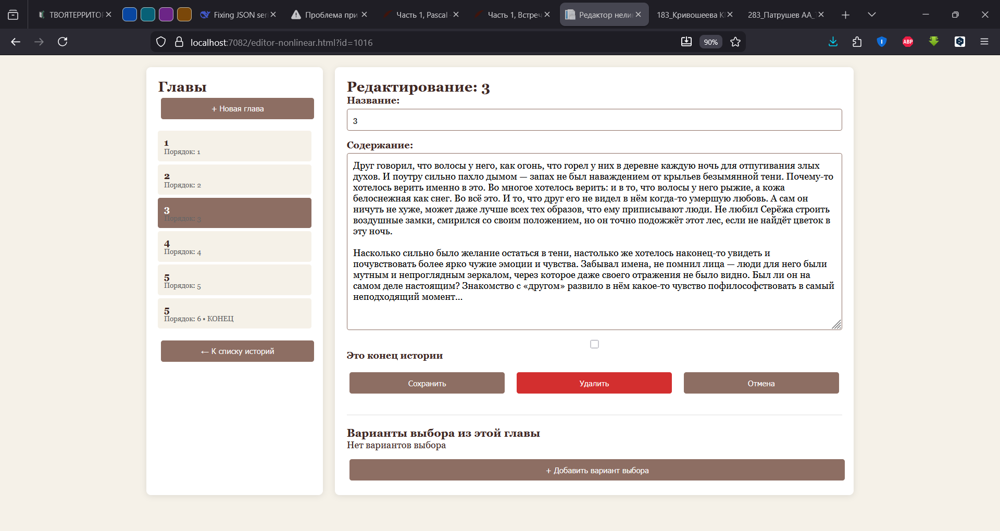 ТВОЯТЕРРИТО
Fixing JSON seri
Проблема при
Часть 1, Pascal -
Часть 1, Встреч
Редактор нели
183_Кривошеева К
283_Патрушев АА_
localhost:7082/editor-nonlinear.html?id=1016
90%
ABP
Главы
+ Новая глава
1
Порядок: 1
2
Порядок: 2
3
Порядок: 3
4
Порядок: 4
5
Порядок: 5
5
Порядок: 6 • КОНЕЦ
← К списку историй
Редактирование: 3
Название:
3
Содержание:
Друг говорил, что волосы у него, как огонь, что горел у них в деревне каждую ночь для отпугивания злых
духов. И поутру сильно пахло дымом — запах не был наваждением от крыльев безымянной тени. Почему-то
хотелось верить именно в это. Во многое хотелось верить: и в то, что волосы у него рыжие, а кожа
белоснежная как снег. Во всё это. И то, что друг его не видел в нём когда-то умершую любовь. А сам он
ничуть не хуже, может даже лучше всех тех образов, что ему приписывают люди. Не любил Серёжа строить
воздушные замки, смирился со своим положением, но он точно подожжёт этот лес, если не найдёт цветок в
эту ночь.
Насколько сильно было желание остаться в тени, настолько же хотелось наконец-то увидеть и
почувствовать более ярко чужие эмоции и чувства. Забывал имена, не помнил лица — люди для него были
мутным и непроглядным зеркалом, через которое даже своего отражения не было видно. Был ли он на
самом деле настоящим? Знакомство с «другом» развило в нём какое-то чувство пофилософствовать в самый
неподходящий момент...
Это конец истории
Сохранить
Удалить
Отмена
Варианты выбора из этой главы
Нет вариантов выбора
+ Добавить вариант выбора